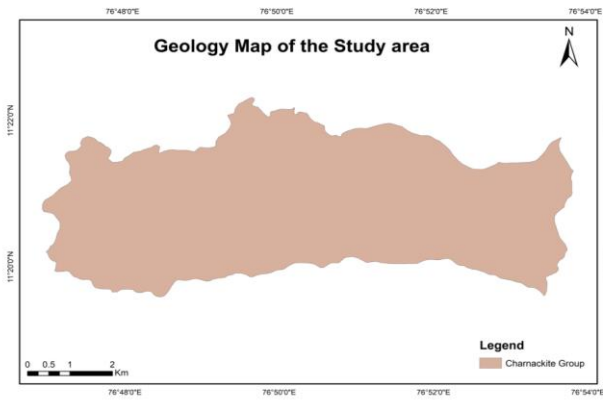 76°48'0"E 76°50'0"E 76°52'0"E 76°54'0"E
Geology Map of the Study area
N
11°22'0"N
11°20'0"N
Legend
Charnackite Group
0 0.5 1 2
Km
76°48'0"E 76°50'0"E 76°52'0"E 76°54'0"E